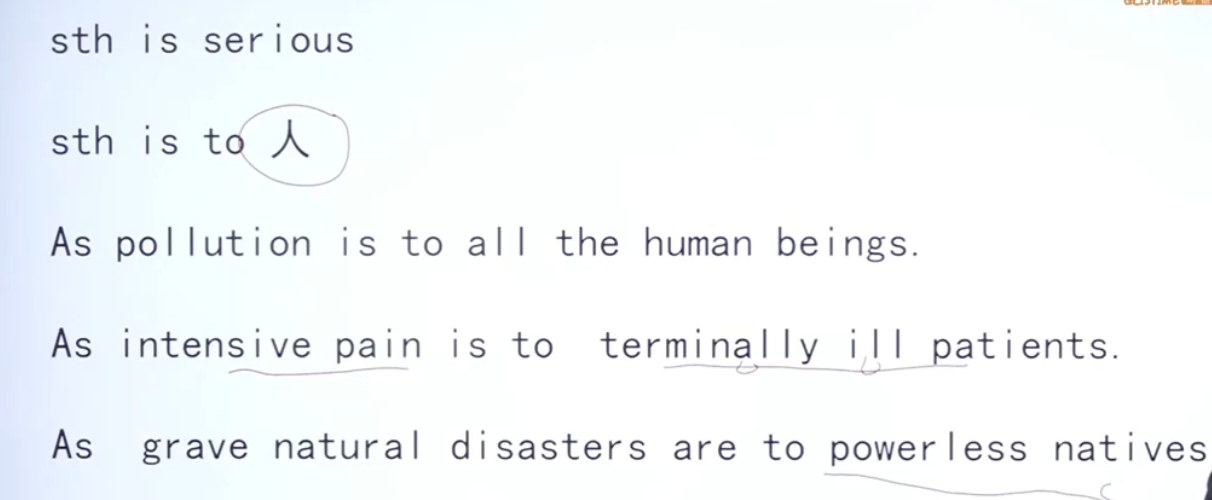 sth is serious
sth is to 人
As pollution is to all the human beings.
As intensive pain is to terminally ill patients.
As grave natural disasters are to powerless natives